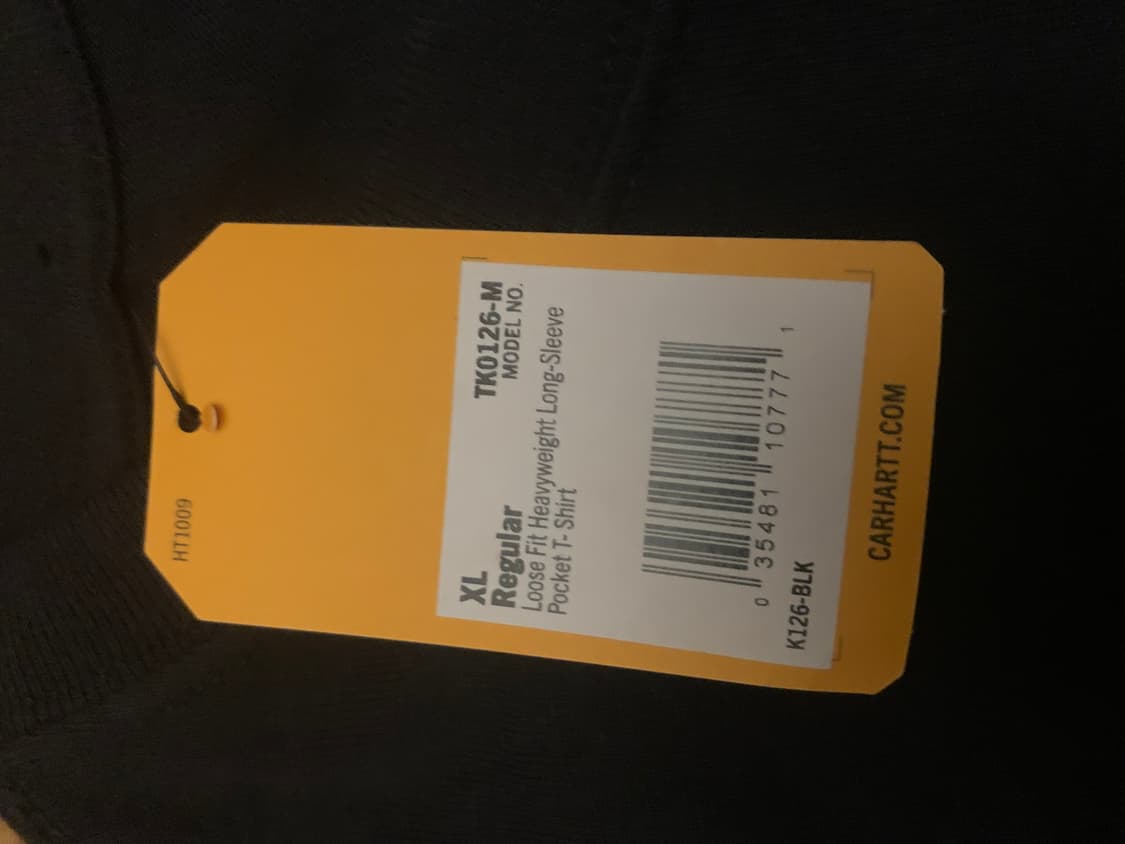 HT1009
XL TK0126-M
Regular MODEL NO.
Loose Fit Heavyweight Long-Sleeve
Pocket T- Shirt
0 35481 10777 1
K126-BLK
CARHARTT.COM